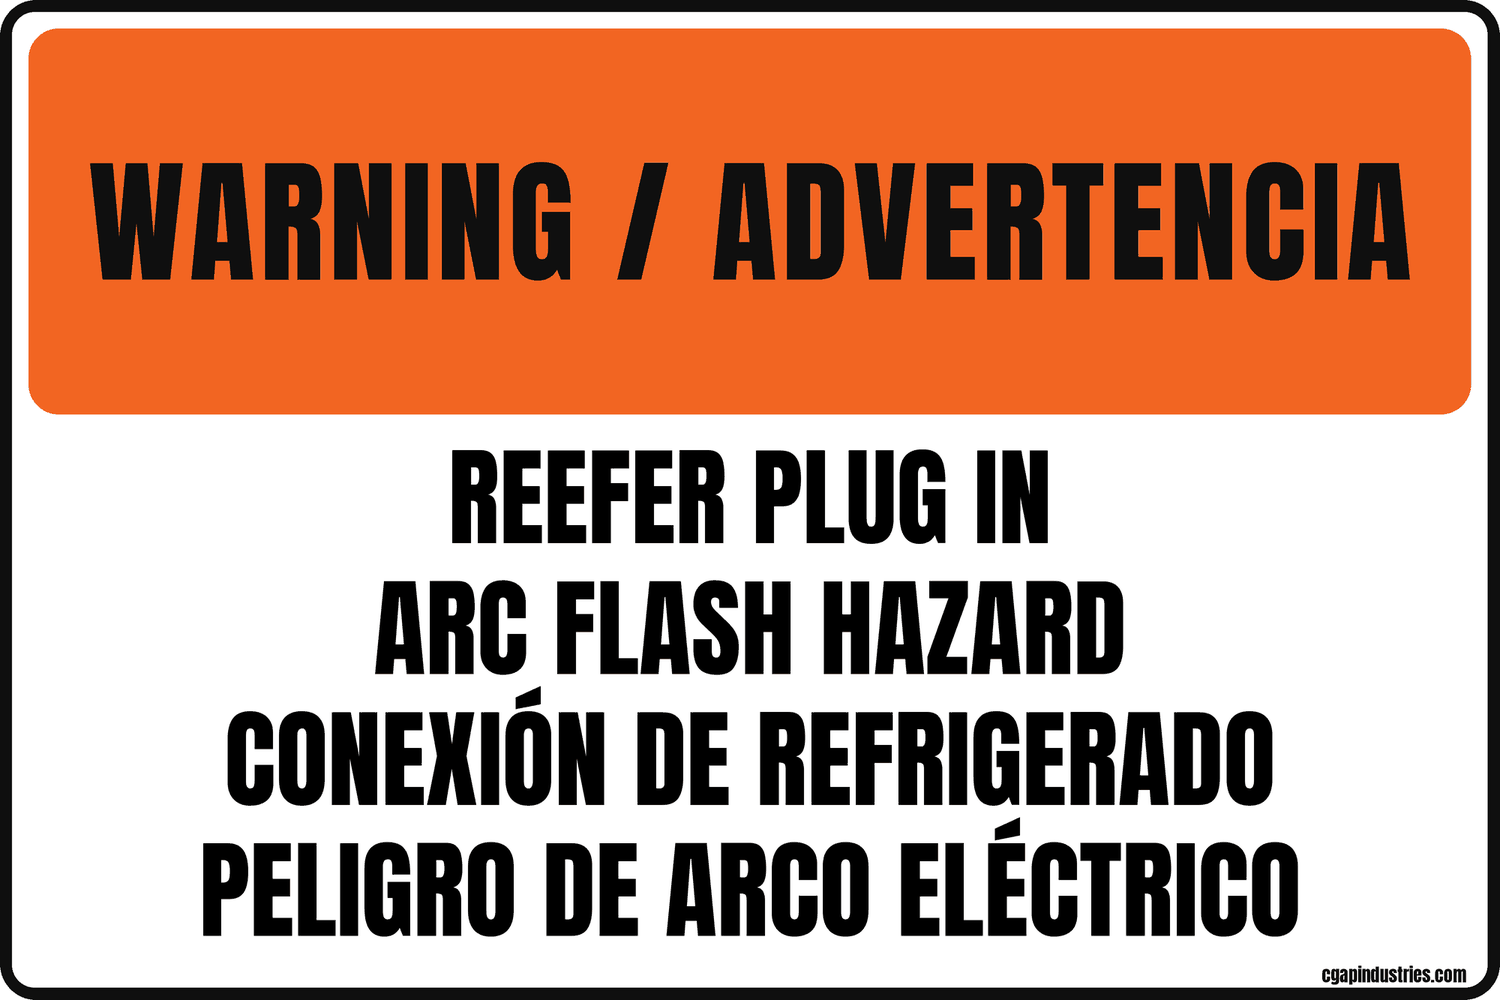 WARNING / ADVERTENCIA
REEFER PLUG IN
ARC FLASH HAZARD
CONEXIÓN DE REFRIGERADO
PELIGRO DE ARCO ELÉCTRICO
cgapindustries.com